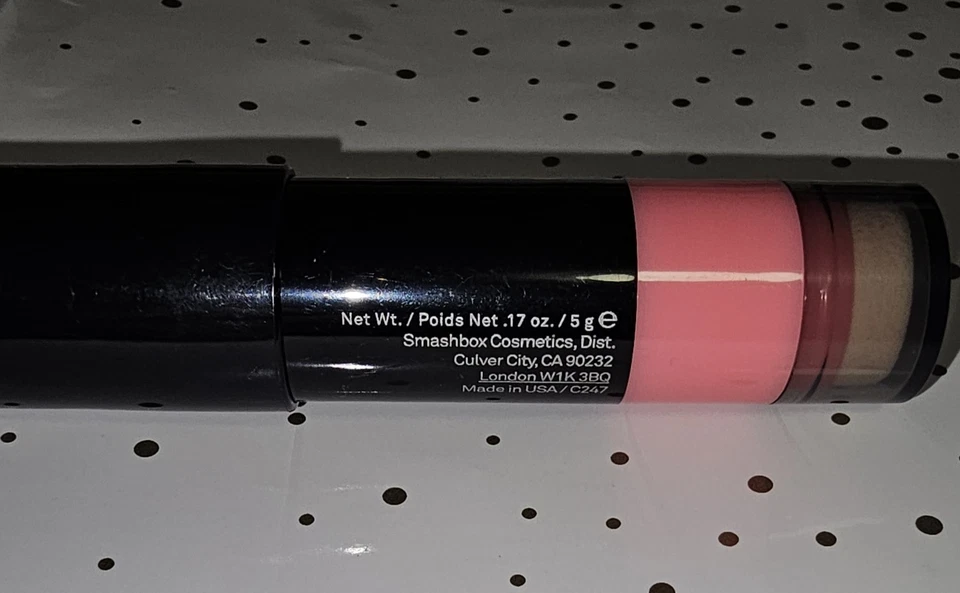 Net Wt. / Poids Net .17 oz. / 5 g ℮
Smashbox Cosmetics, Dist.
Culver City, CA 90232
London W1K 3BQ
Made in USA / C247